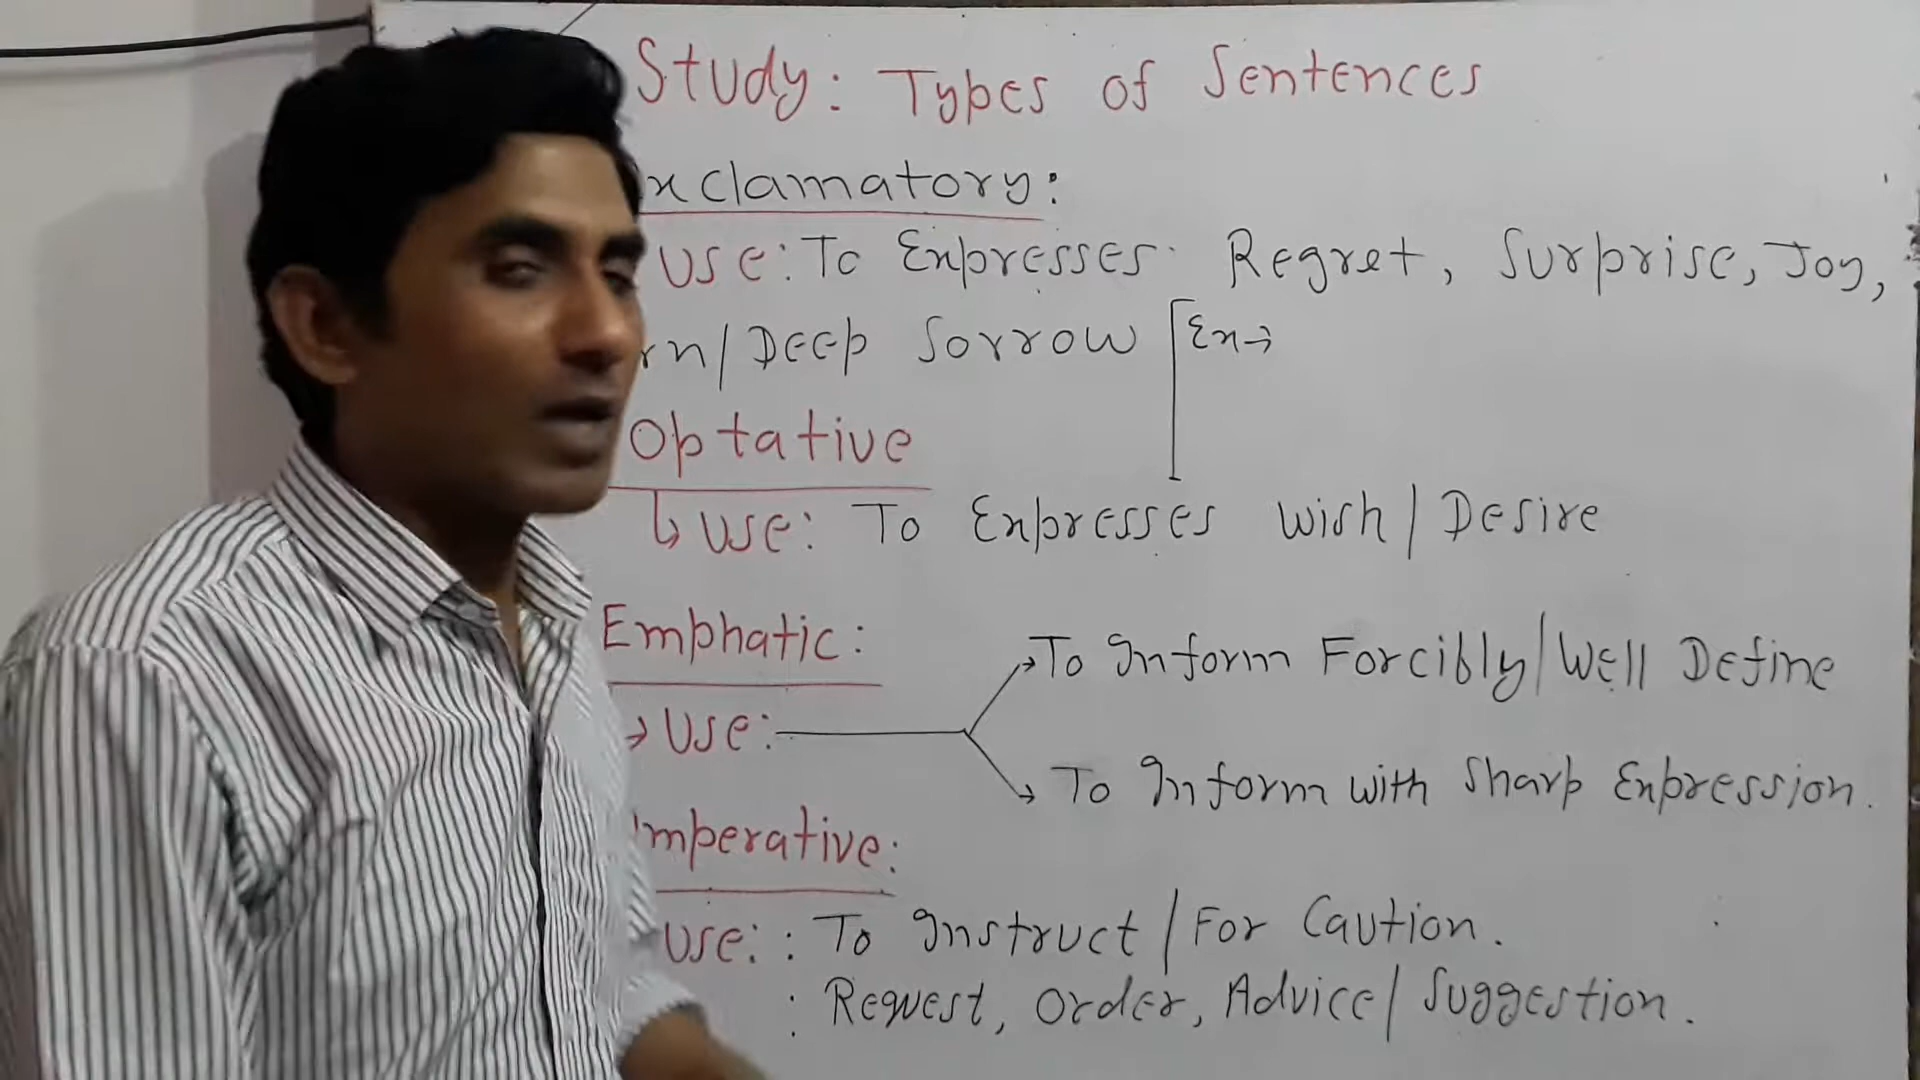 Study: Types of Sentences
xclamatory:
Use: To Expresses Regret, Surprise, Joy,
rn/Deep Sorrow [Ex→
Optative
↳ Use: To Expresses Wish/Desire
Emphatic:
→ To Inform Forcibly/Well Define
→ Use:
→ To Inform with Sharp Expression.
mperative:
Use: : To Instruct/For Caution.
: Request, Order, Advice/Suggestion.